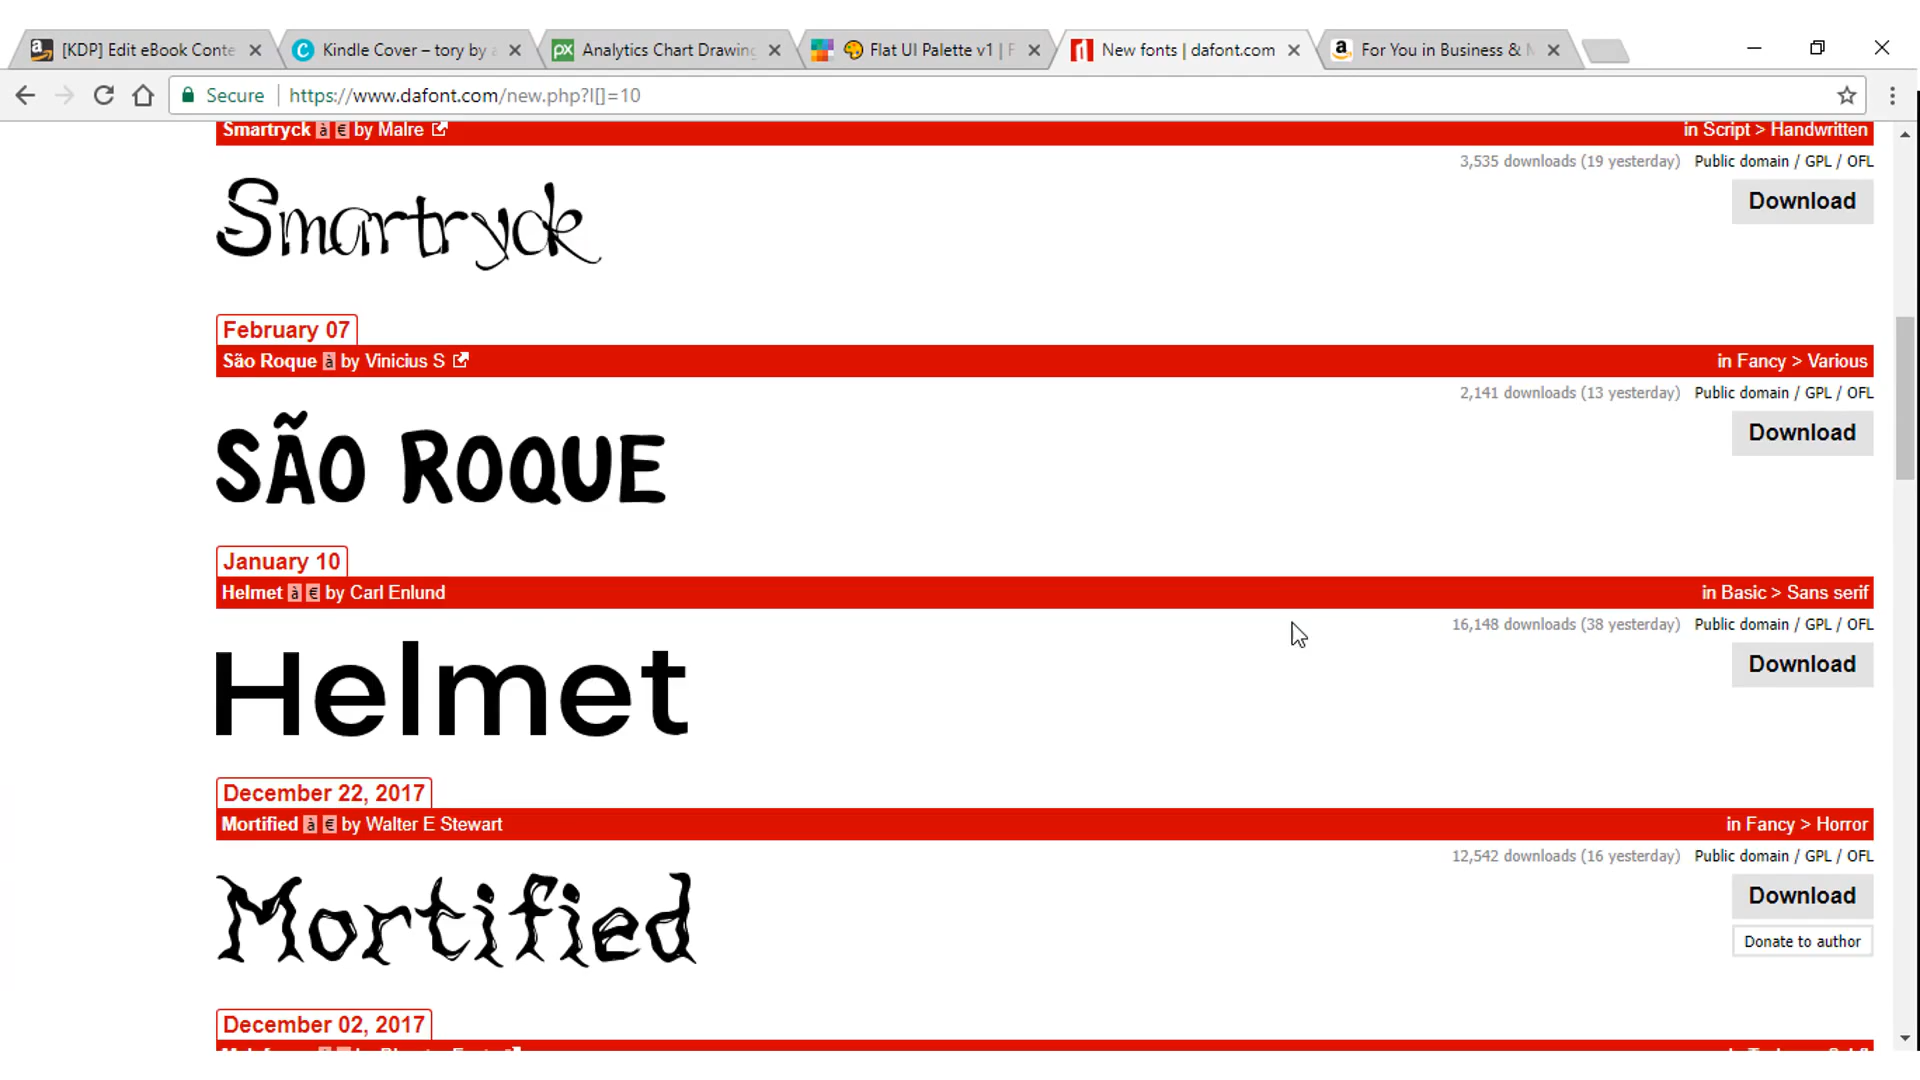 [KDP] Edit eBook Conte
Kindle Cover – tory by
Analytics Chart Drawing
Flat UI Palette v1 | F
New fonts | dafont.com
For You in Business &
Secure
https://www.dafont.com/new.php?l[]=10
Smartryck à € by Malre
in Script > Handwritten
3,535 downloads (19 yesterday) Public domain / GPL / OFL
Download
Smartryck
February 07
São Roque à by Vinicius S
in Fancy > Various
2,141 downloads (13 yesterday) Public domain / GPL / OFL
Download
SÃO ROQUE
January 10
Helmet à € by Carl Enlund
in Basic > Sans serif
16,148 downloads (38 yesterday) Public domain / GPL / OFL
Download
Helmet
December 22, 2017
Mortified à € by Walter E Stewart
in Fancy > Horror
12,542 downloads (16 yesterday) Public domain / GPL / OFL
Download
Mortified
Donate to author
December 02, 2017